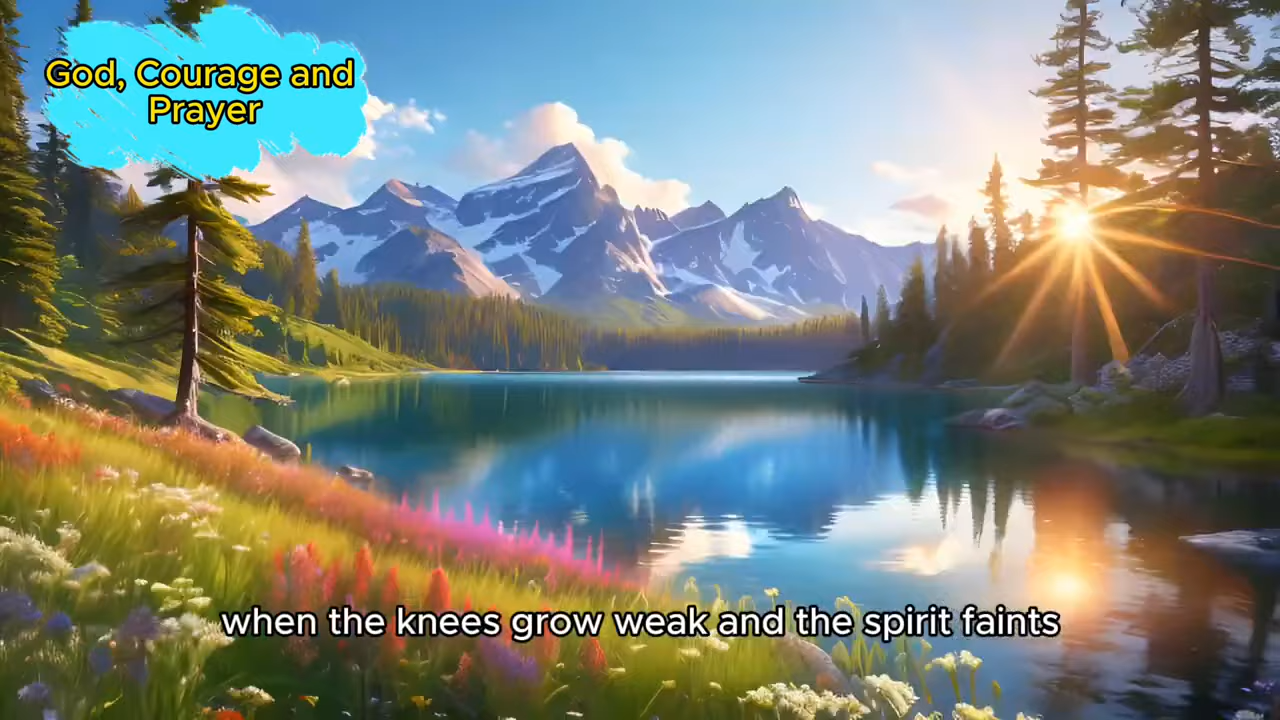 God, Courage and
Prayer
when the knees grow weak and the spirit faints